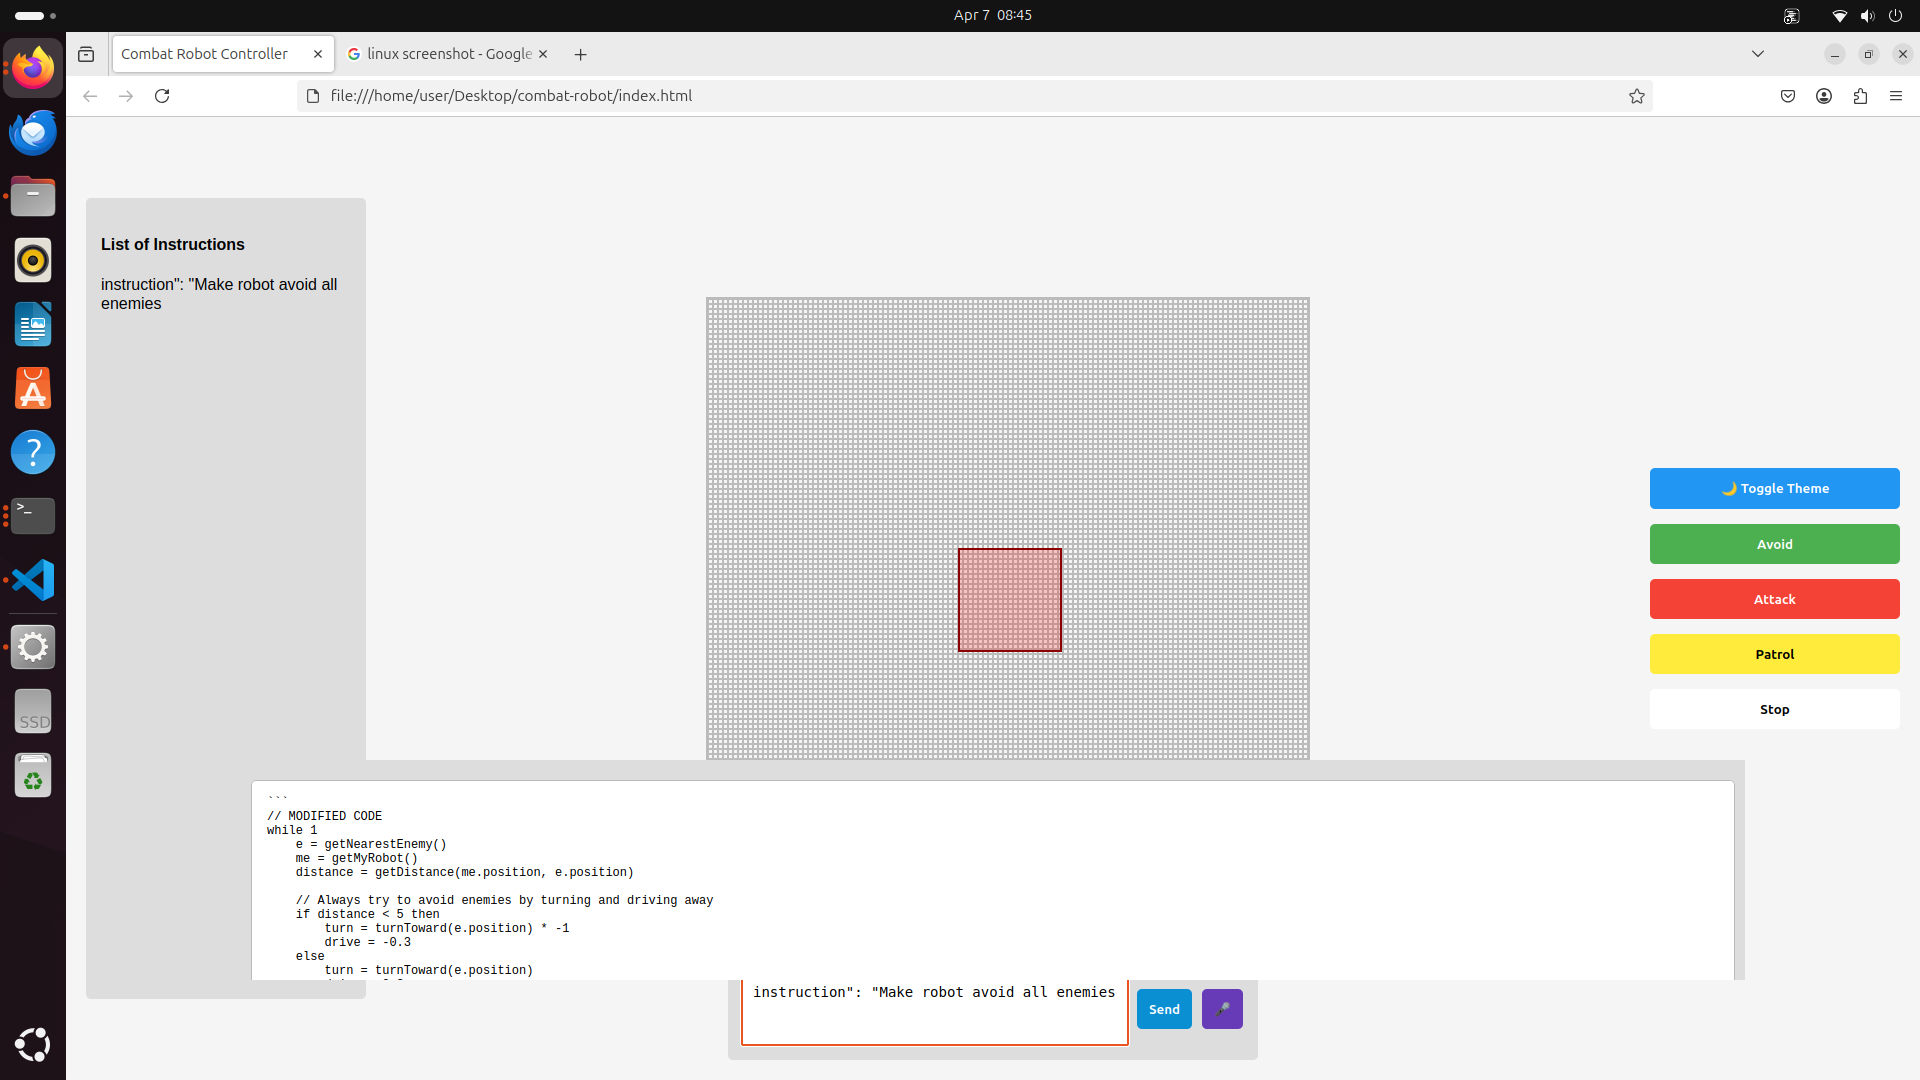 Apr 7 08:45
Combat Robot Controller
linux screenshot - Google
file:///home/user/Desktop/combat-robot/index.html
List of Instructions
instruction": "Make robot avoid all
enemies
🌙 Toggle Theme
Avoid
Attack
Patrol
Stop
```
// MODIFIED CODE
while 1
    e = getNearestEnemy()
    me = getMyRobot()
    distance = getDistance(me.position, e.position)
    // Always try to avoid enemies by turning and driving away
    if distance < 5 then
        turn = turnToward(e.position) * -1
        drive = -0.3
    else
        turn = turnToward(e.position)
instruction": "Make robot avoid all enemies
Send
SSD